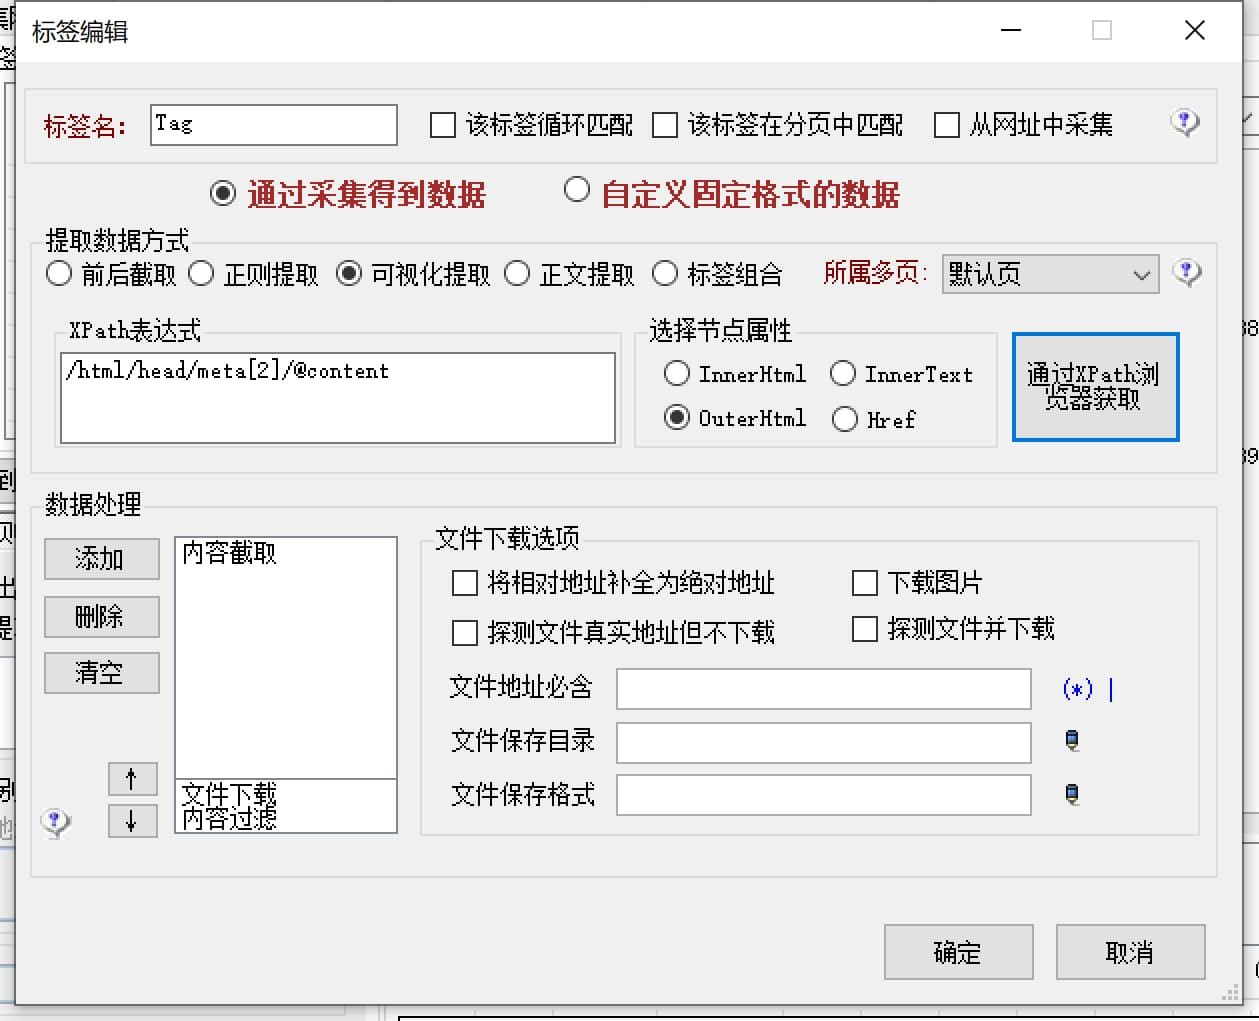 标签编辑
标签名：
Tag
该标签循环匹配
该标签在分页中匹配
从网址中采集
通过采集得到数据
自定义固定格式的数据
提取数据方式
前后截取
正则提取
可视化提取
正文提取
标签组合
所属多页：
默认页
XPath表达式
/html/head/meta[2]/@content
选择节点属性
InnerHtml
InnerText
OuterHtml
Href
通过XPath浏
览器获取
数据处理
添加
删除
清空
↑
↓
内容截取
文件下载
内容过滤
文件下载选项
将相对地址补全为绝对地址
下载图片
探测文件真实地址但不下载
探测文件并下载
文件地址必含
(*) |
文件保存目录
文件保存格式
确定
取消